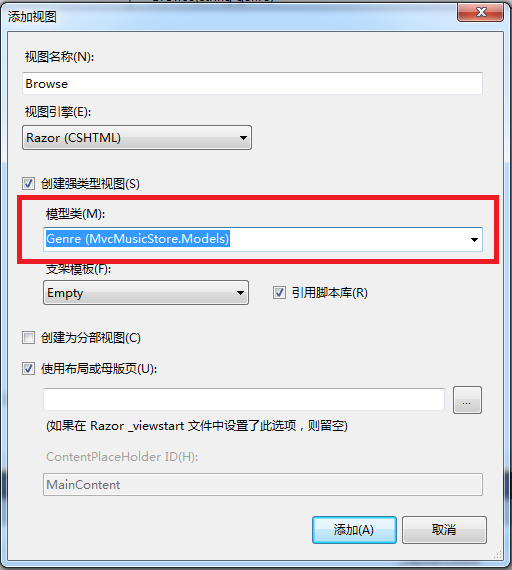 添加视图
视图名称(N):
Browse
视图引擎(E):
Razor (CSHTML)
创建强类型视图(S)
模型类(M):
Genre (MvcMusicStore.Models)
支架模板(F):
Empty
引用脚本库(R)
创建为分部视图(C)
使用布局或母版页(U):
...
(如果在 Razor _viewstart 文件中设置了此选项，则留空)
ContentPlaceHolder ID(H):
MainContent
添加(A)
取消